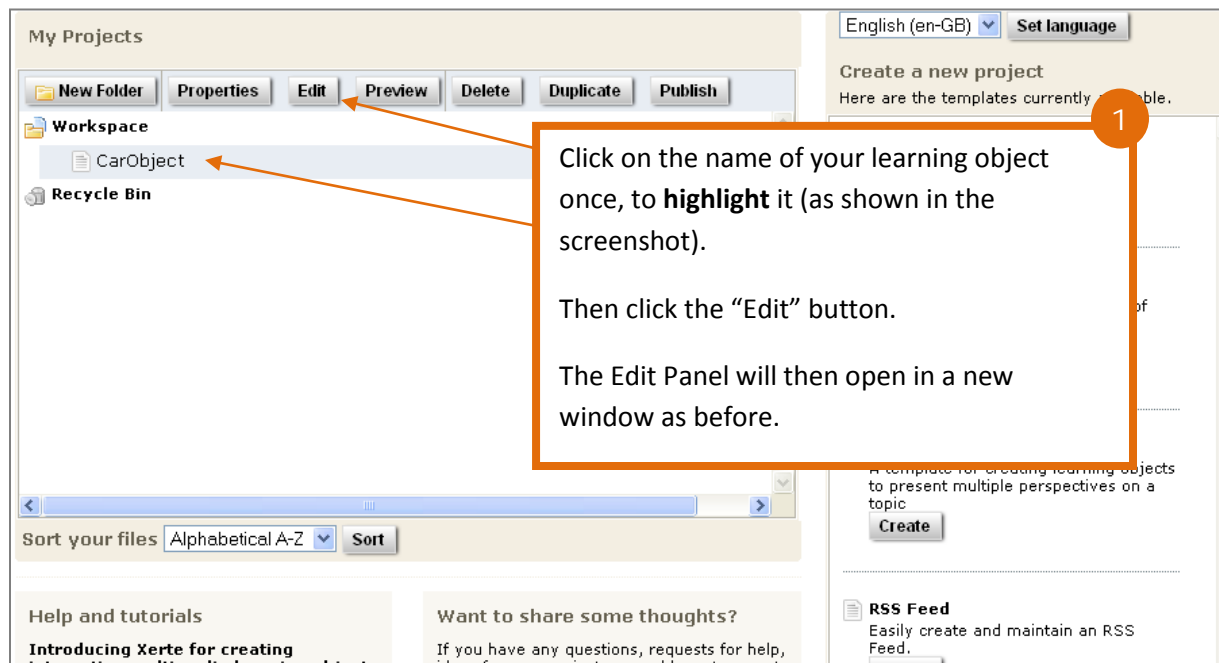 My Projects
New Folder Properties Edit Preview Delete Duplicate Publish
Workspace
CarObject
Recycle Bin
Sort your files Alphabetical A-Z Sort
Help and tutorials
Introducing Xerte for creating
Want to share some thoughts?
If you have any questions, requests for help,
English (en-GB) Set language
Create a new project
Here are the templates currently
1
Click on the name of your learning object
once, to highlight it (as shown in the
screenshot).
Then click the “Edit” button.
The Edit Panel will then open in a new
window as before.
of
A template for creating learning objects
to present multiple perspectives on a
topic
Create
RSS Feed
Easily create and maintain an RSS
Feed.